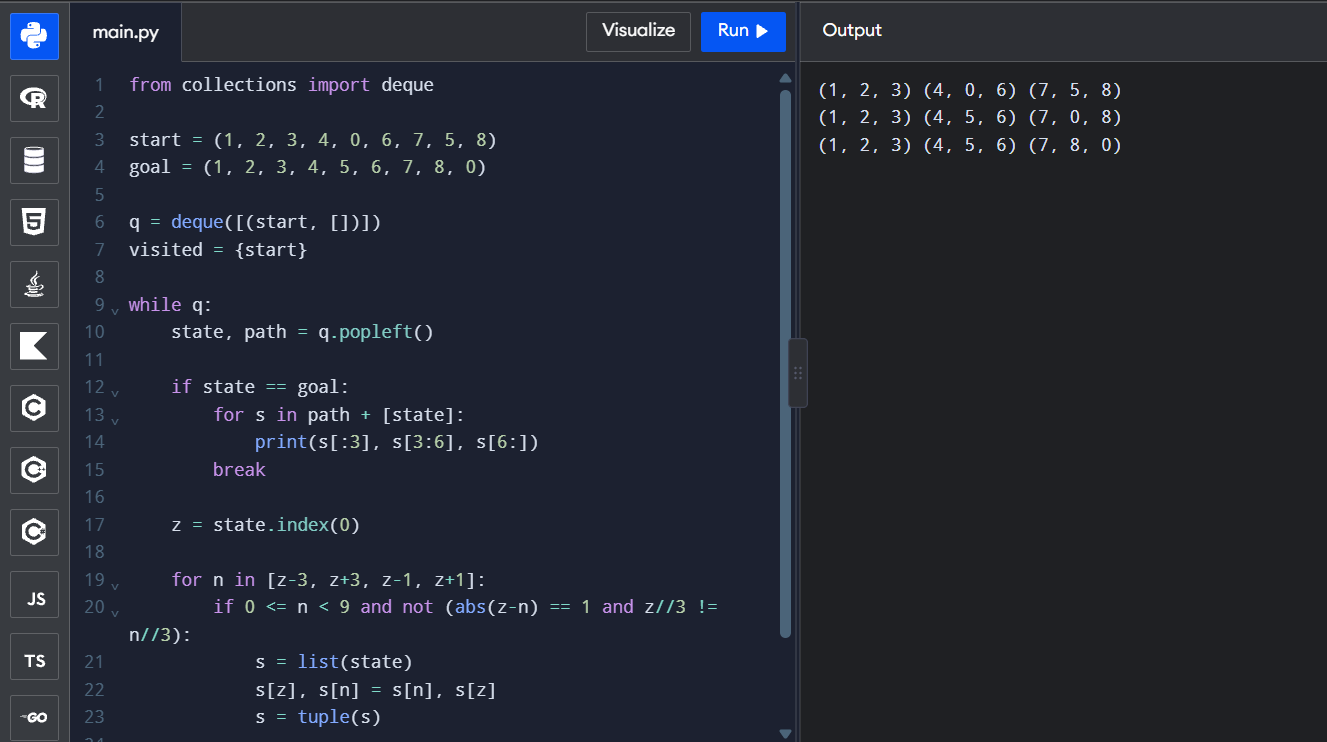 main.py
Visualize
Run
Output
1 from collections import deque
2
3 start = (1, 2, 3, 4, 0, 6, 7, 5, 8)
4 goal = (1, 2, 3, 4, 5, 6, 7, 8, 0)
5
6 q = deque([(start, [])])
7 visited = {start}
8
9 while q:
10     state, path = q.popleft()
11
12     if state == goal:
13         for s in path + [state]:
14             print(s[:3], s[3:6], s[6:])
15         break
16
17     z = state.index(0)
18
19     for n in [z-3, z+3, z-1, z+1]:
20         if 0 <= n < 9 and not (abs(z-n) == 1 and z//3 !=
n//3):
21             s = list(state)
22             s[z], s[n] = s[n], s[z]
23             s = tuple(s)
(1, 2, 3) (4, 0, 6) (7, 5, 8)
(1, 2, 3) (4, 5, 6) (7, 0, 8)
(1, 2, 3) (4, 5, 6) (7, 8, 0)
R
5
C
C
C
JS
TS
GO